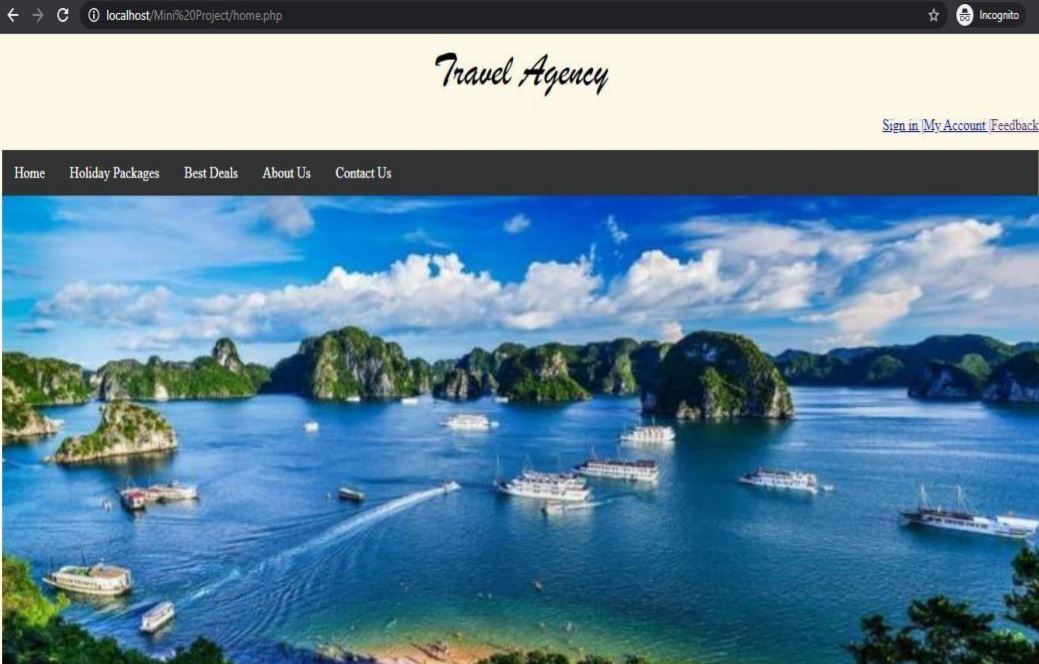 localhost/Mini%20Project/home.php Incognito
Travel Agency
Sign in |My Account |Feedback
Home Holiday Packages Best Deals About Us Contact Us